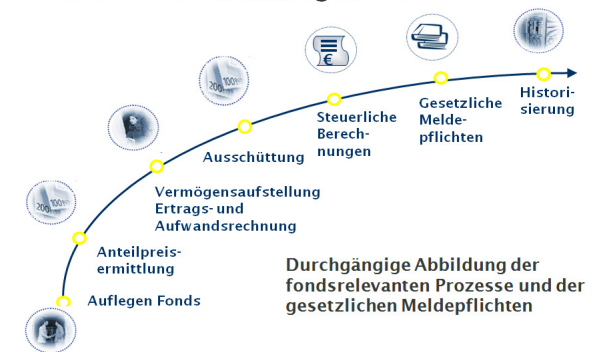 Histori-
sierung
Gesetzliche
Melde-
pflichten
Steuerliche
Berech-
nungen
Ausschüttung
Vermögensaufstellung
Ertrags- und
Aufwandsrechnung
Anteilpreis-
ermittlung
Auflegen Fonds
Durchgängige Abbildung der
fondsrelevanten Prozesse und der
gesetzlichen Meldepflichten